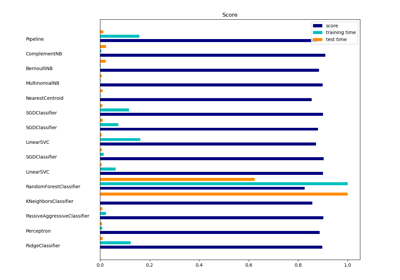 Score
score
training time
test time
Pipeline
ComplementNB
BernoulliNB
MultinomialNB
NearestCentroid
SGDClassifier
SGDClassifier
LinearSVC
SGDClassifier
LinearSVC
RandomForestClassifier
KNeighborsClassifier
PassiveAggressiveClassifier
Perceptron
RidgeClassifier
0.0 0.2 0.4 0.6 0.8 1.0